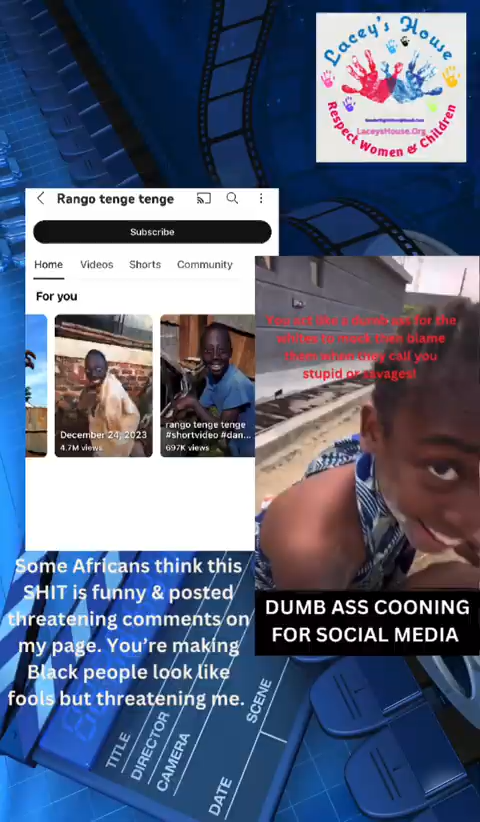 Lacey's House
LaceysHouse.Org
Respect Women & Children
Rango tenge tenge
Subscribe
Home Videos Shorts Community
For you
December 24, 2023
4.7M views
rango tenge tenge
#shortvideo #dan...
697K views
You act like a dumb ass for the
whites to mock then blame
them when they call you
stupid or savages!
DUMB ASS COONING
FOR SOCIAL MEDIA
Some Africans think this
SHIT is funny & posted
threatening comments on
my page. You're making
Black people look like
fools but threatening me.
TITLE
DIRECTOR
CAMERA
DATE
SCENE